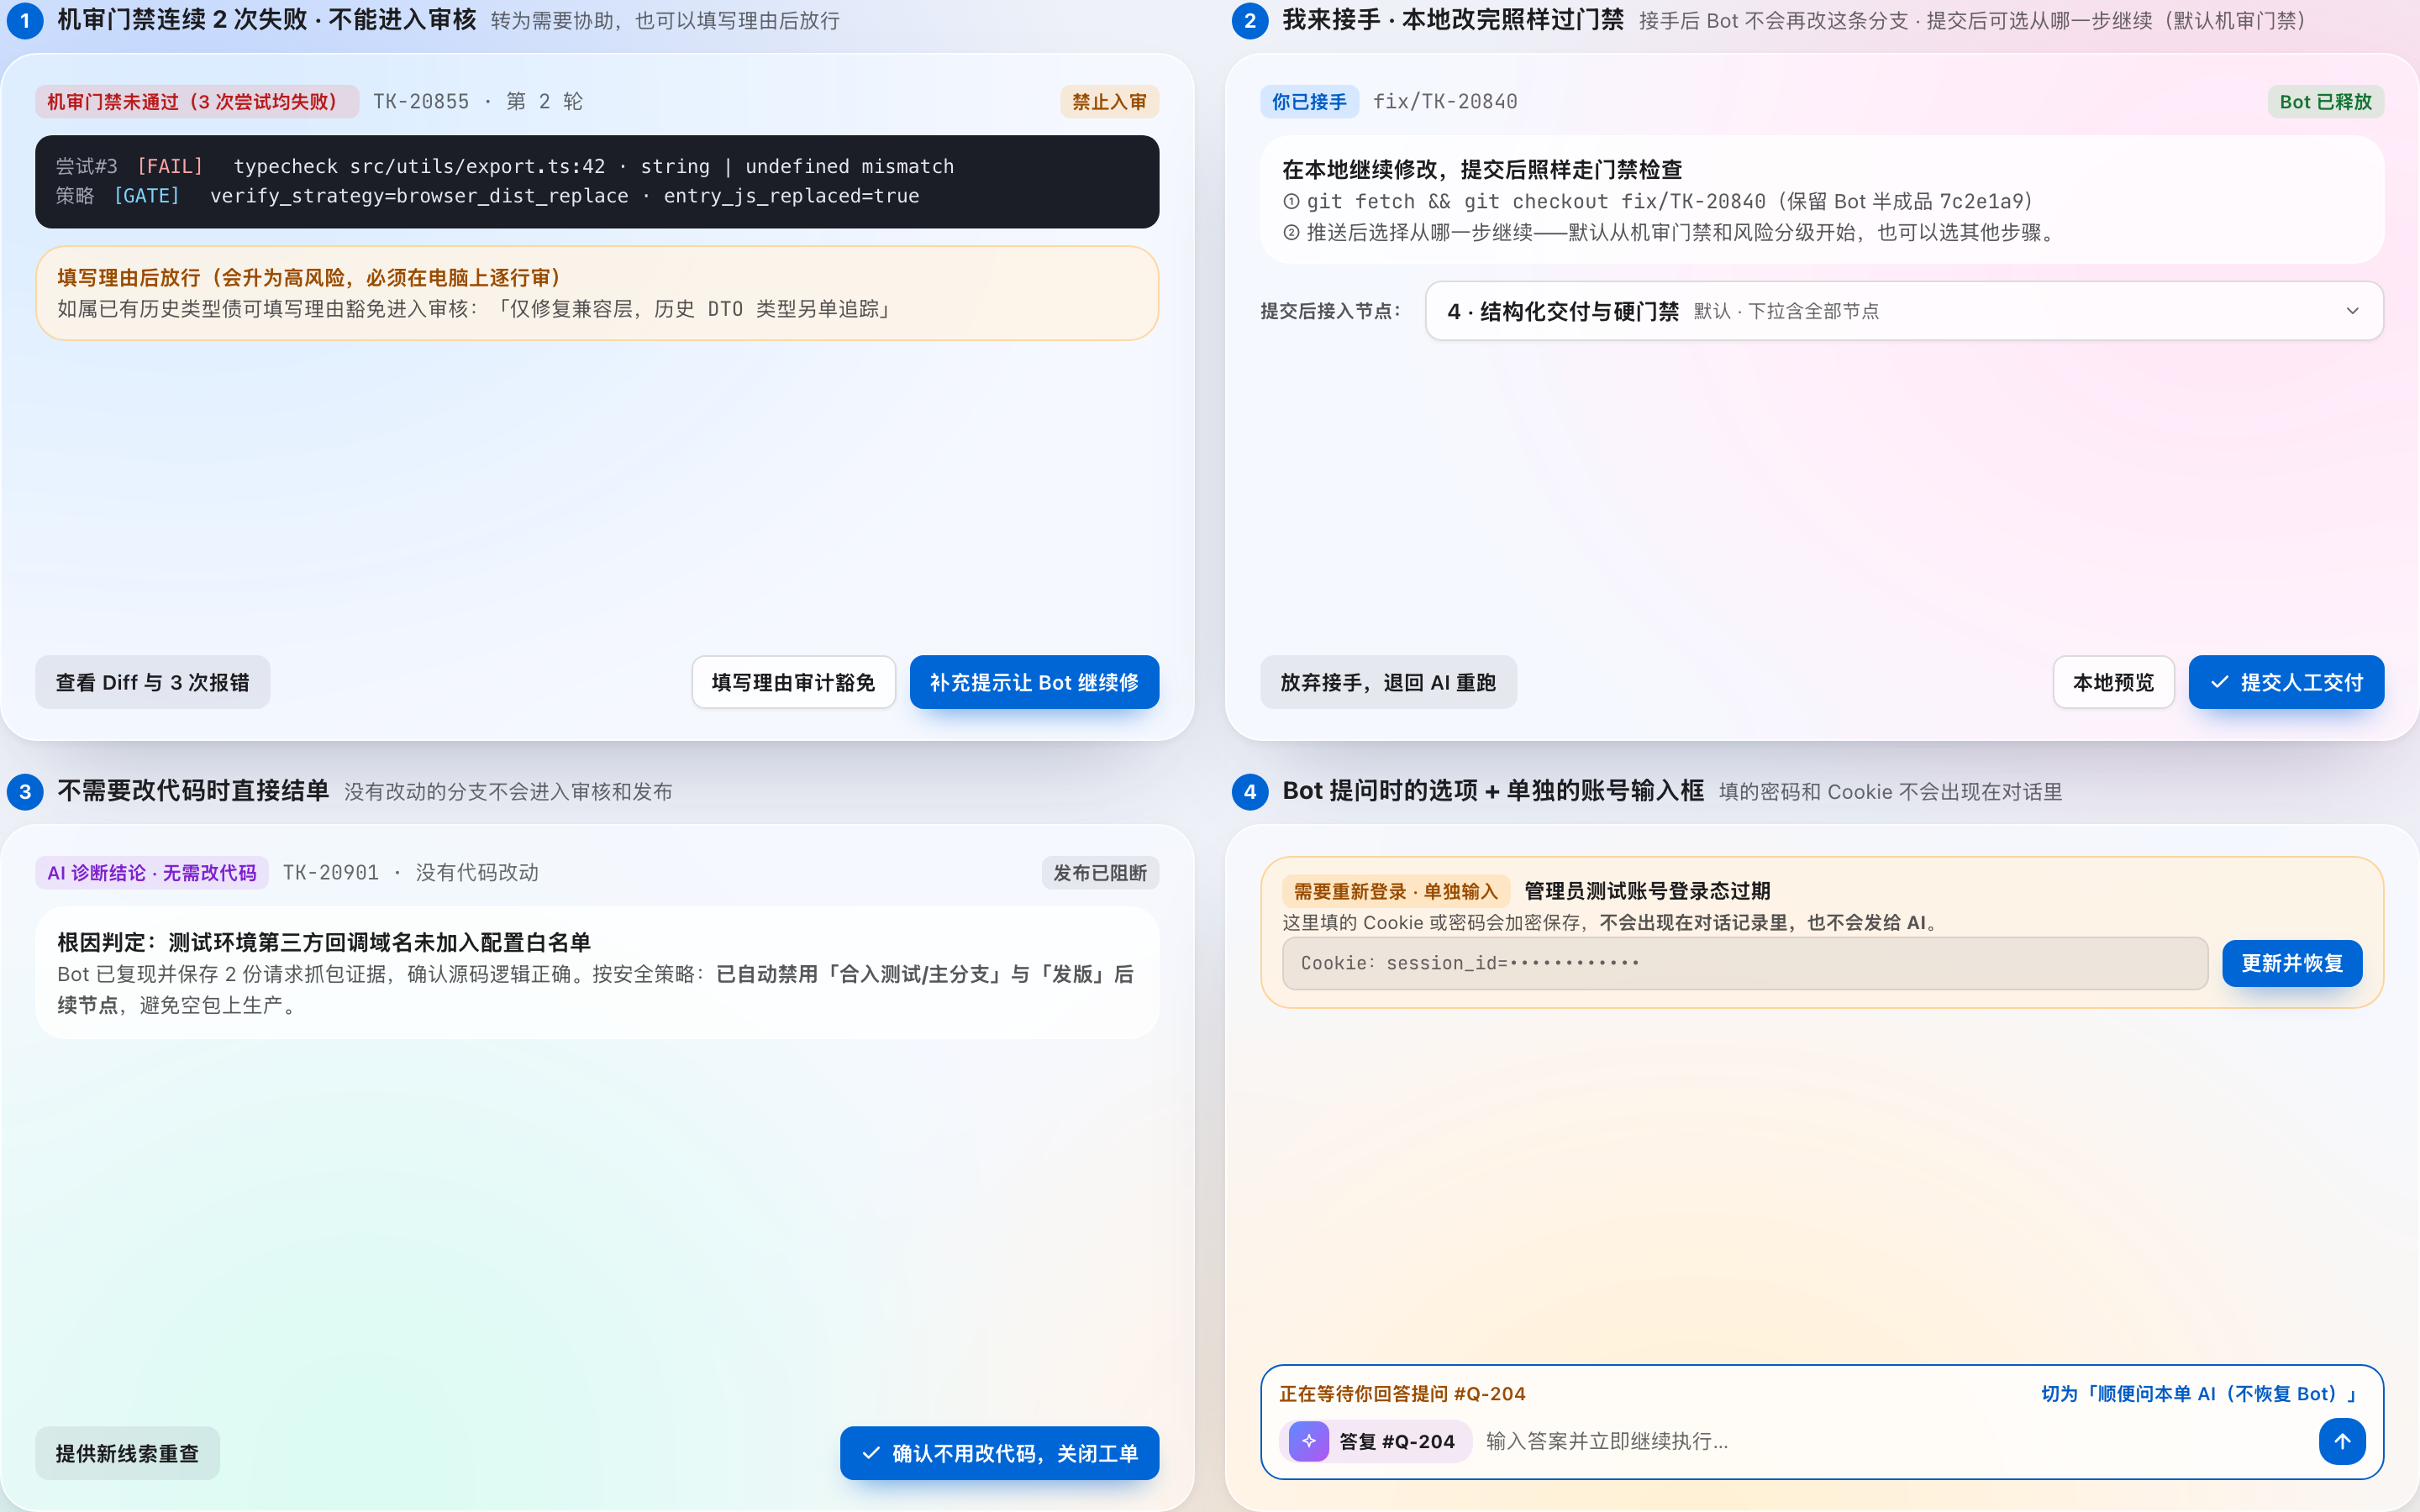 1 机审门禁连续 2 次失败 · 不能进入审核 转为需要协助，也可以填写理由后放行
机审门禁未通过（3 次尝试均失败） TK-20855 · 第 2 轮 禁止入审
尝试#3 [FAIL] typecheck src/utils/export.ts:42 · string | undefined mismatch
策略 [GATE] verify_strategy=browser_dist_replace · entry_js_replaced=true
填写理由后放行（会升为高风险，必须在电脑上逐行审）
如属已有历史类型债可填写理由豁免进入审核：「仅修复兼容层，历史 DTO 类型另单追踪」
查看 Diff 与 3 次报错 填写理由审计豁免 补充提示让 Bot 继续修
2 我来接手 · 本地改完照样过门禁 接手后 Bot 不会再改这条分支 · 提交后可选从哪一步继续（默认机审门禁）
你已接手 fix/TK-20840 Bot 已释放
在本地继续修改，提交后照样走门禁检查
① git fetch && git checkout fix/TK-20840（保留 Bot 半成品 7c2e1a9）
② 推送后选择从哪一步继续——默认从机审门禁和风险分级开始，也可以选其他步骤。
提交后接入节点： 4 · 结构化交付与硬门禁 默认 · 下拉含全部节点
放弃接手，退回 AI 重跑 本地预览 提交人工交付
3 不需要改代码时直接结单 没有改动的分支不会进入审核和发布
AI 诊断结论 · 无需改代码 TK-20901 · 没有代码改动 发布已阻断
根因判定：测试环境第三方回调域名未加入配置白名单
Bot 已复现并保存 2 份请求抓包证据，确认源码逻辑正确。按安全策略：已自动禁用「合入测试/主分支」与「发版」后
续节点，避免空包上生产。
提供新线索重查 确认不用改代码，关闭工单
4 Bot 提问时的选项 + 单独的账号输入框 填的密码和 Cookie 不会出现在对话里
需要重新登录 · 单独输入 管理员测试账号登录态过期
这里填的 Cookie 或密码会加密保存，不会出现在对话记录里，也不会发给 AI。
Cookie: session_id=•••••••••••• 更新并恢复
正在等待你回答提问 #Q-204 切为「顺便问本单 AI（不恢复 Bot）」
答复 #Q-204 输入答案并立即继续执行...